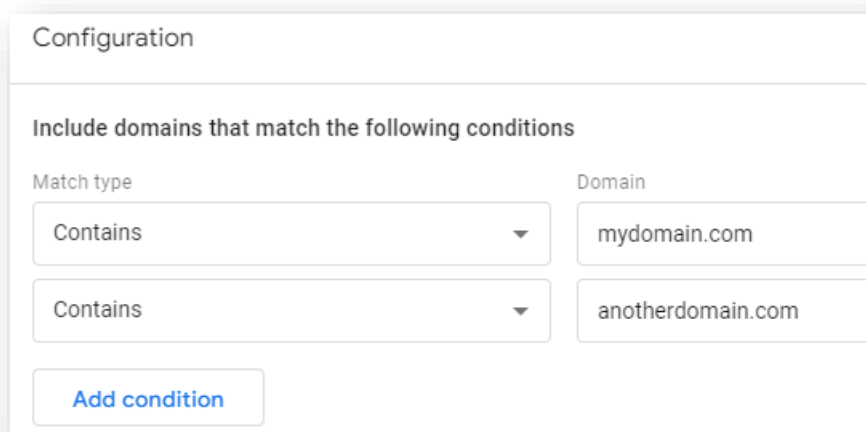 Configuration
Include domains that match the following conditions
Match type Domain
Contains mydomain.com
Contains anotherdomain.com
Add condition